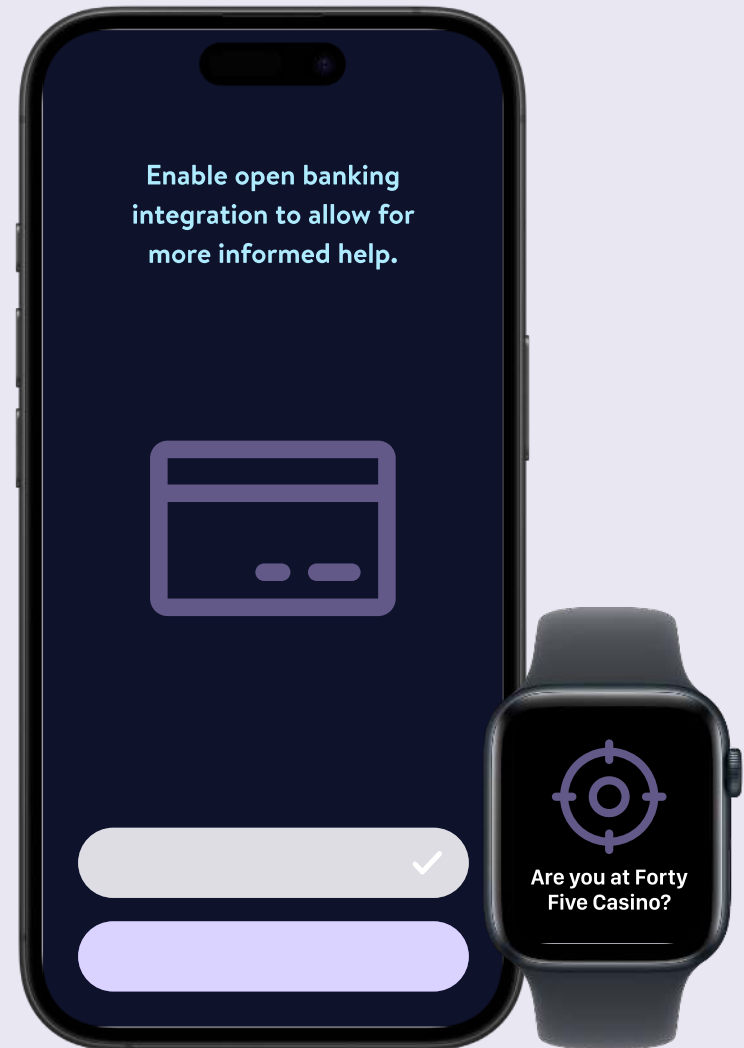 Enable open banking
integration to allow for
more informed help.
Are you at Forty
Five Casino?